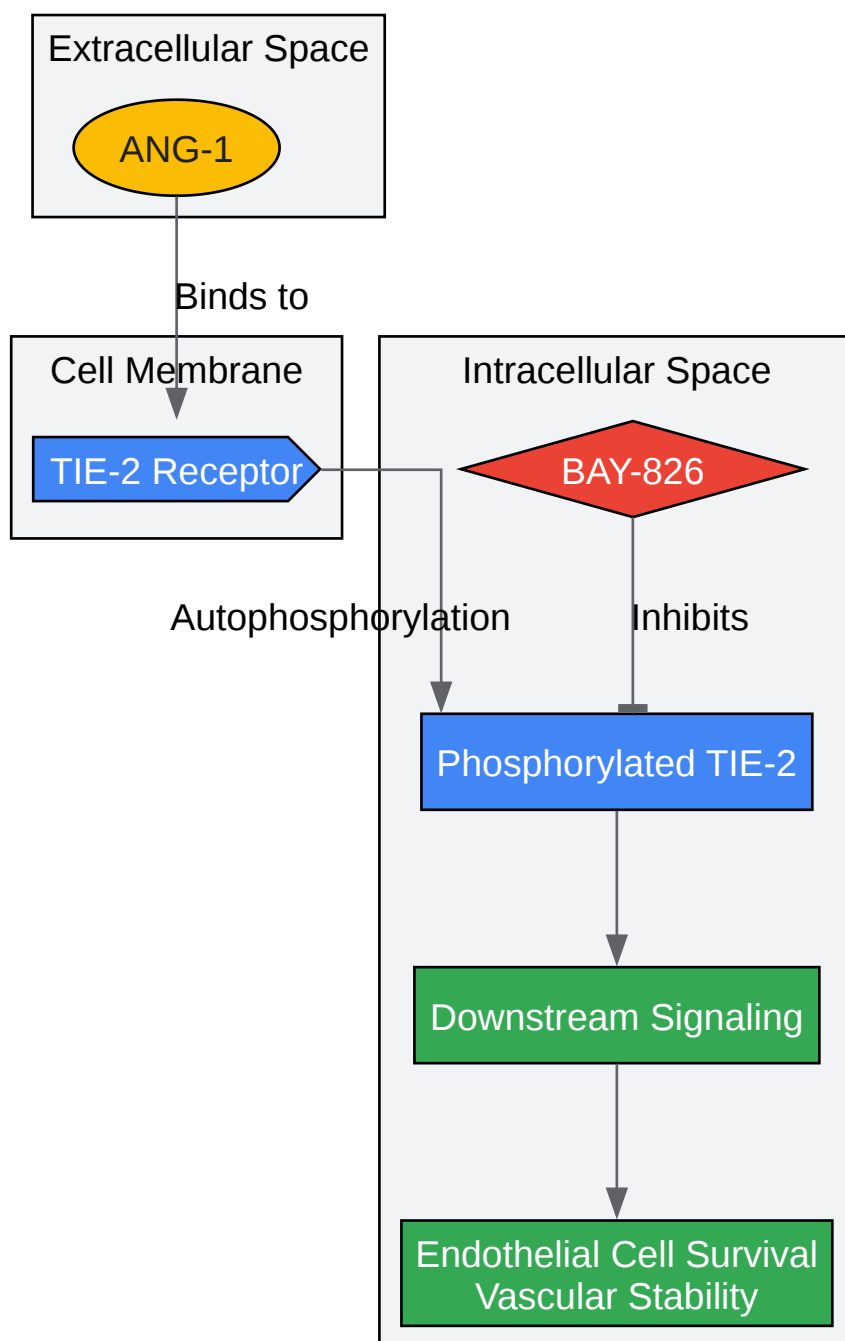 Extracellular Space
ANG-1
Binds to
Cell Membrane
TIE-2 Receptor
Intracellular Space
BAY-826
Autophosphorylation
Inhibits
Phosphorylated TIE-2
Downstream Signaling
Endothelial Cell Survival
Vascular Stability